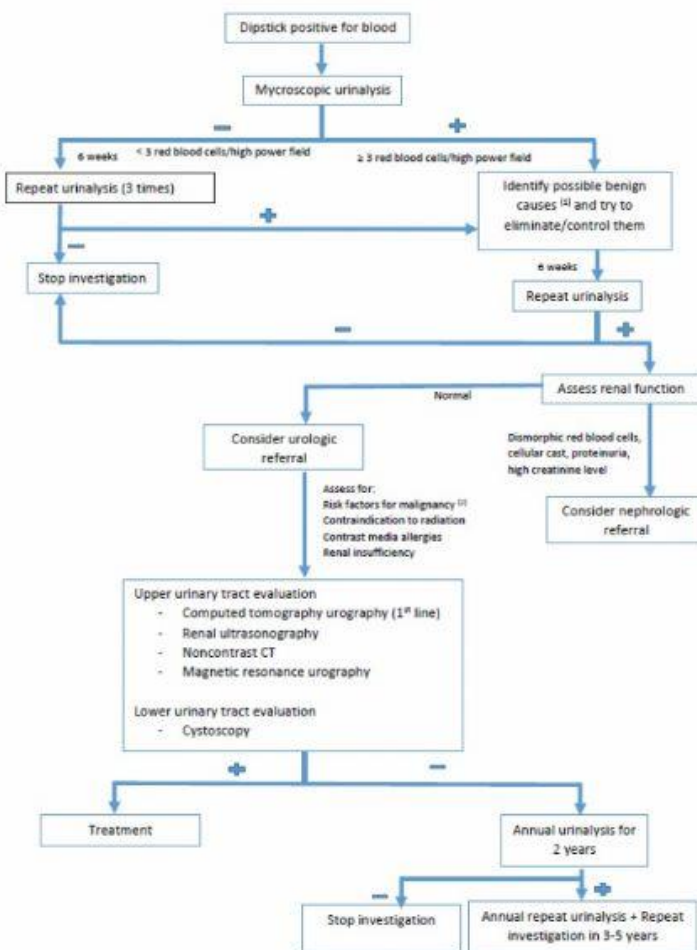 Dipstick positive for blood
Mycroscopic urinalysis
6 weeks
< 3 red blood cells/high power field
≥ 3 red blood cells/high power field
Repeat urinalysis (3 times)
Identify possible benign
causes [1] and try to
eliminate/control them
Stop investigation
6 weeks
Repeat urinalysis
Assess renal function
Normal
Consider urologic
referral
Dismorphic red blood cells,
cellular cast, proteinuria,
high creatinine level
Consider nephrologic
referral
Assess for:
Risk factors for malignancy [2]
Contraindication to radiation
Contrast media allergies
Renal insufficiency
Upper urinary tract evaluation
- Computed tomography urography (1st line)
- Renal ultrasonography
- Noncontrast CT
- Magnetic resonance urography
Lower urinary tract evaluation
- Cystoscopy
Treatment
Annual urinalysis for
2 years
Stop investigation
Annual repeat urinalysis + Repeat
investigation in 3-5 years